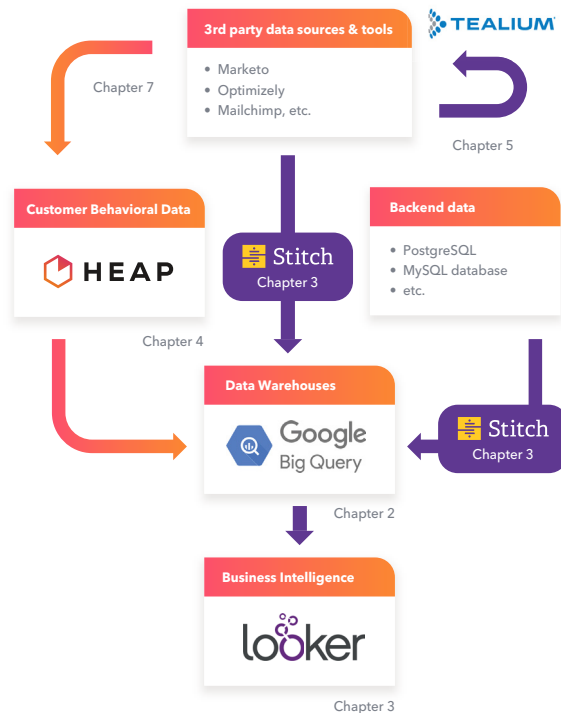 3rd party data sources & tools
TEALIUM
• Marketo
• Optimizely
• Mailchimp, etc.
Chapter 7
Chapter 5
Customer Behavioral Data
HEAP
Chapter 4
Stitch
Chapter 3
Backend data
• PostgreSQL
• MySQL database
• etc.
Data Warehouses
Google
Big Query
Chapter 2
Stitch
Chapter 3
Business Intelligence
looker
Chapter 3